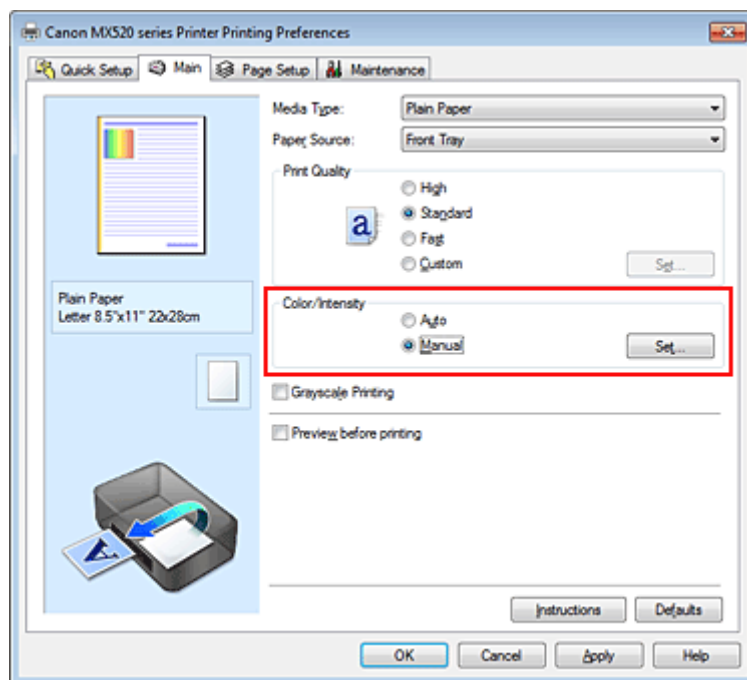 Canon MX520 series Printer Printing Preferences
Quick Setup Main Page Setup Maintenance
Media Type: Plain Paper
Paper Source: Front Tray
Print Quality
High
a
Standard
Fast
Custom Set...
Plain Paper
Letter 8.5"x11" 22x28cm
Color/Intensity
Auto
Manual Set...
Grayscale Printing
Preview before printing
A
Instructions Defaults
OK Cancel Apply Help